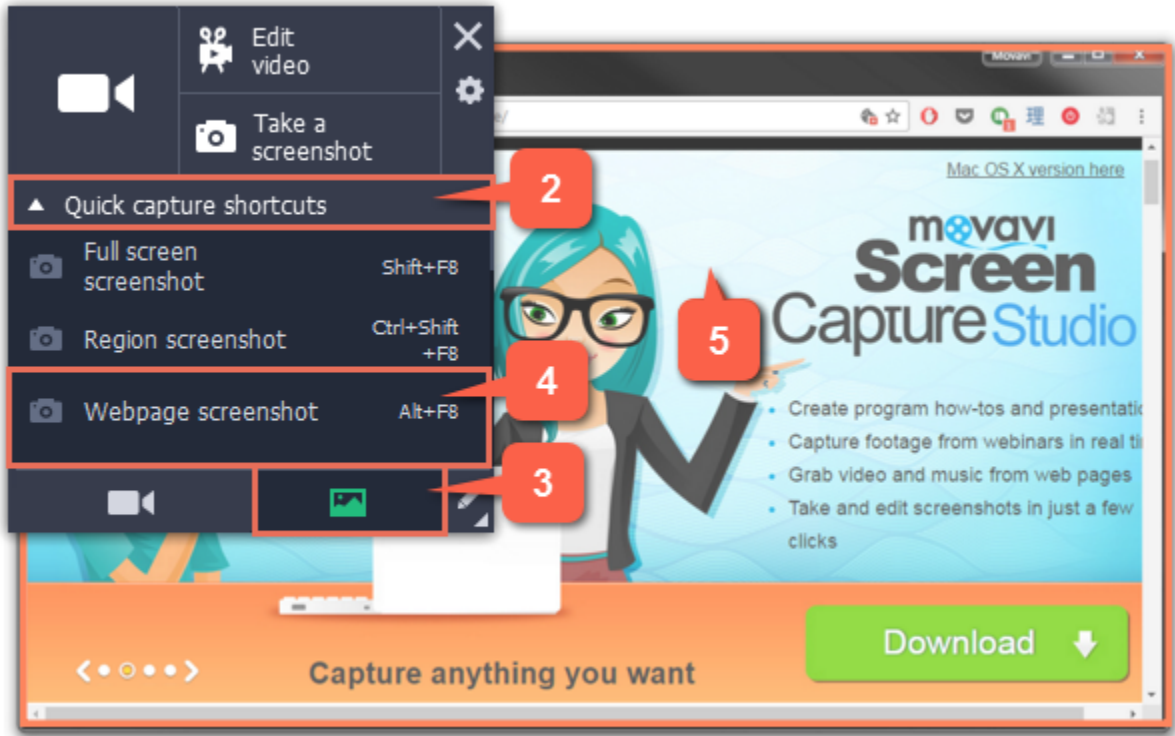 Edit
video
Take a
screenshot
2
Quick capture shortcuts
Full screen
screenshot
Shift+F8
Region screenshot
Ctrl+Shift
+F8
4
Webpage screenshot
Alt+F8
3
Movavi
e/
理
Mac OS X version here
movavi
Screen
Capture Studio
5
Create program how-tos and presentatio
Capture footage from webinars in real ti
Grab video and music from web pages
Take and edit screenshots in just a few
clicks
Download
Capture anything you want